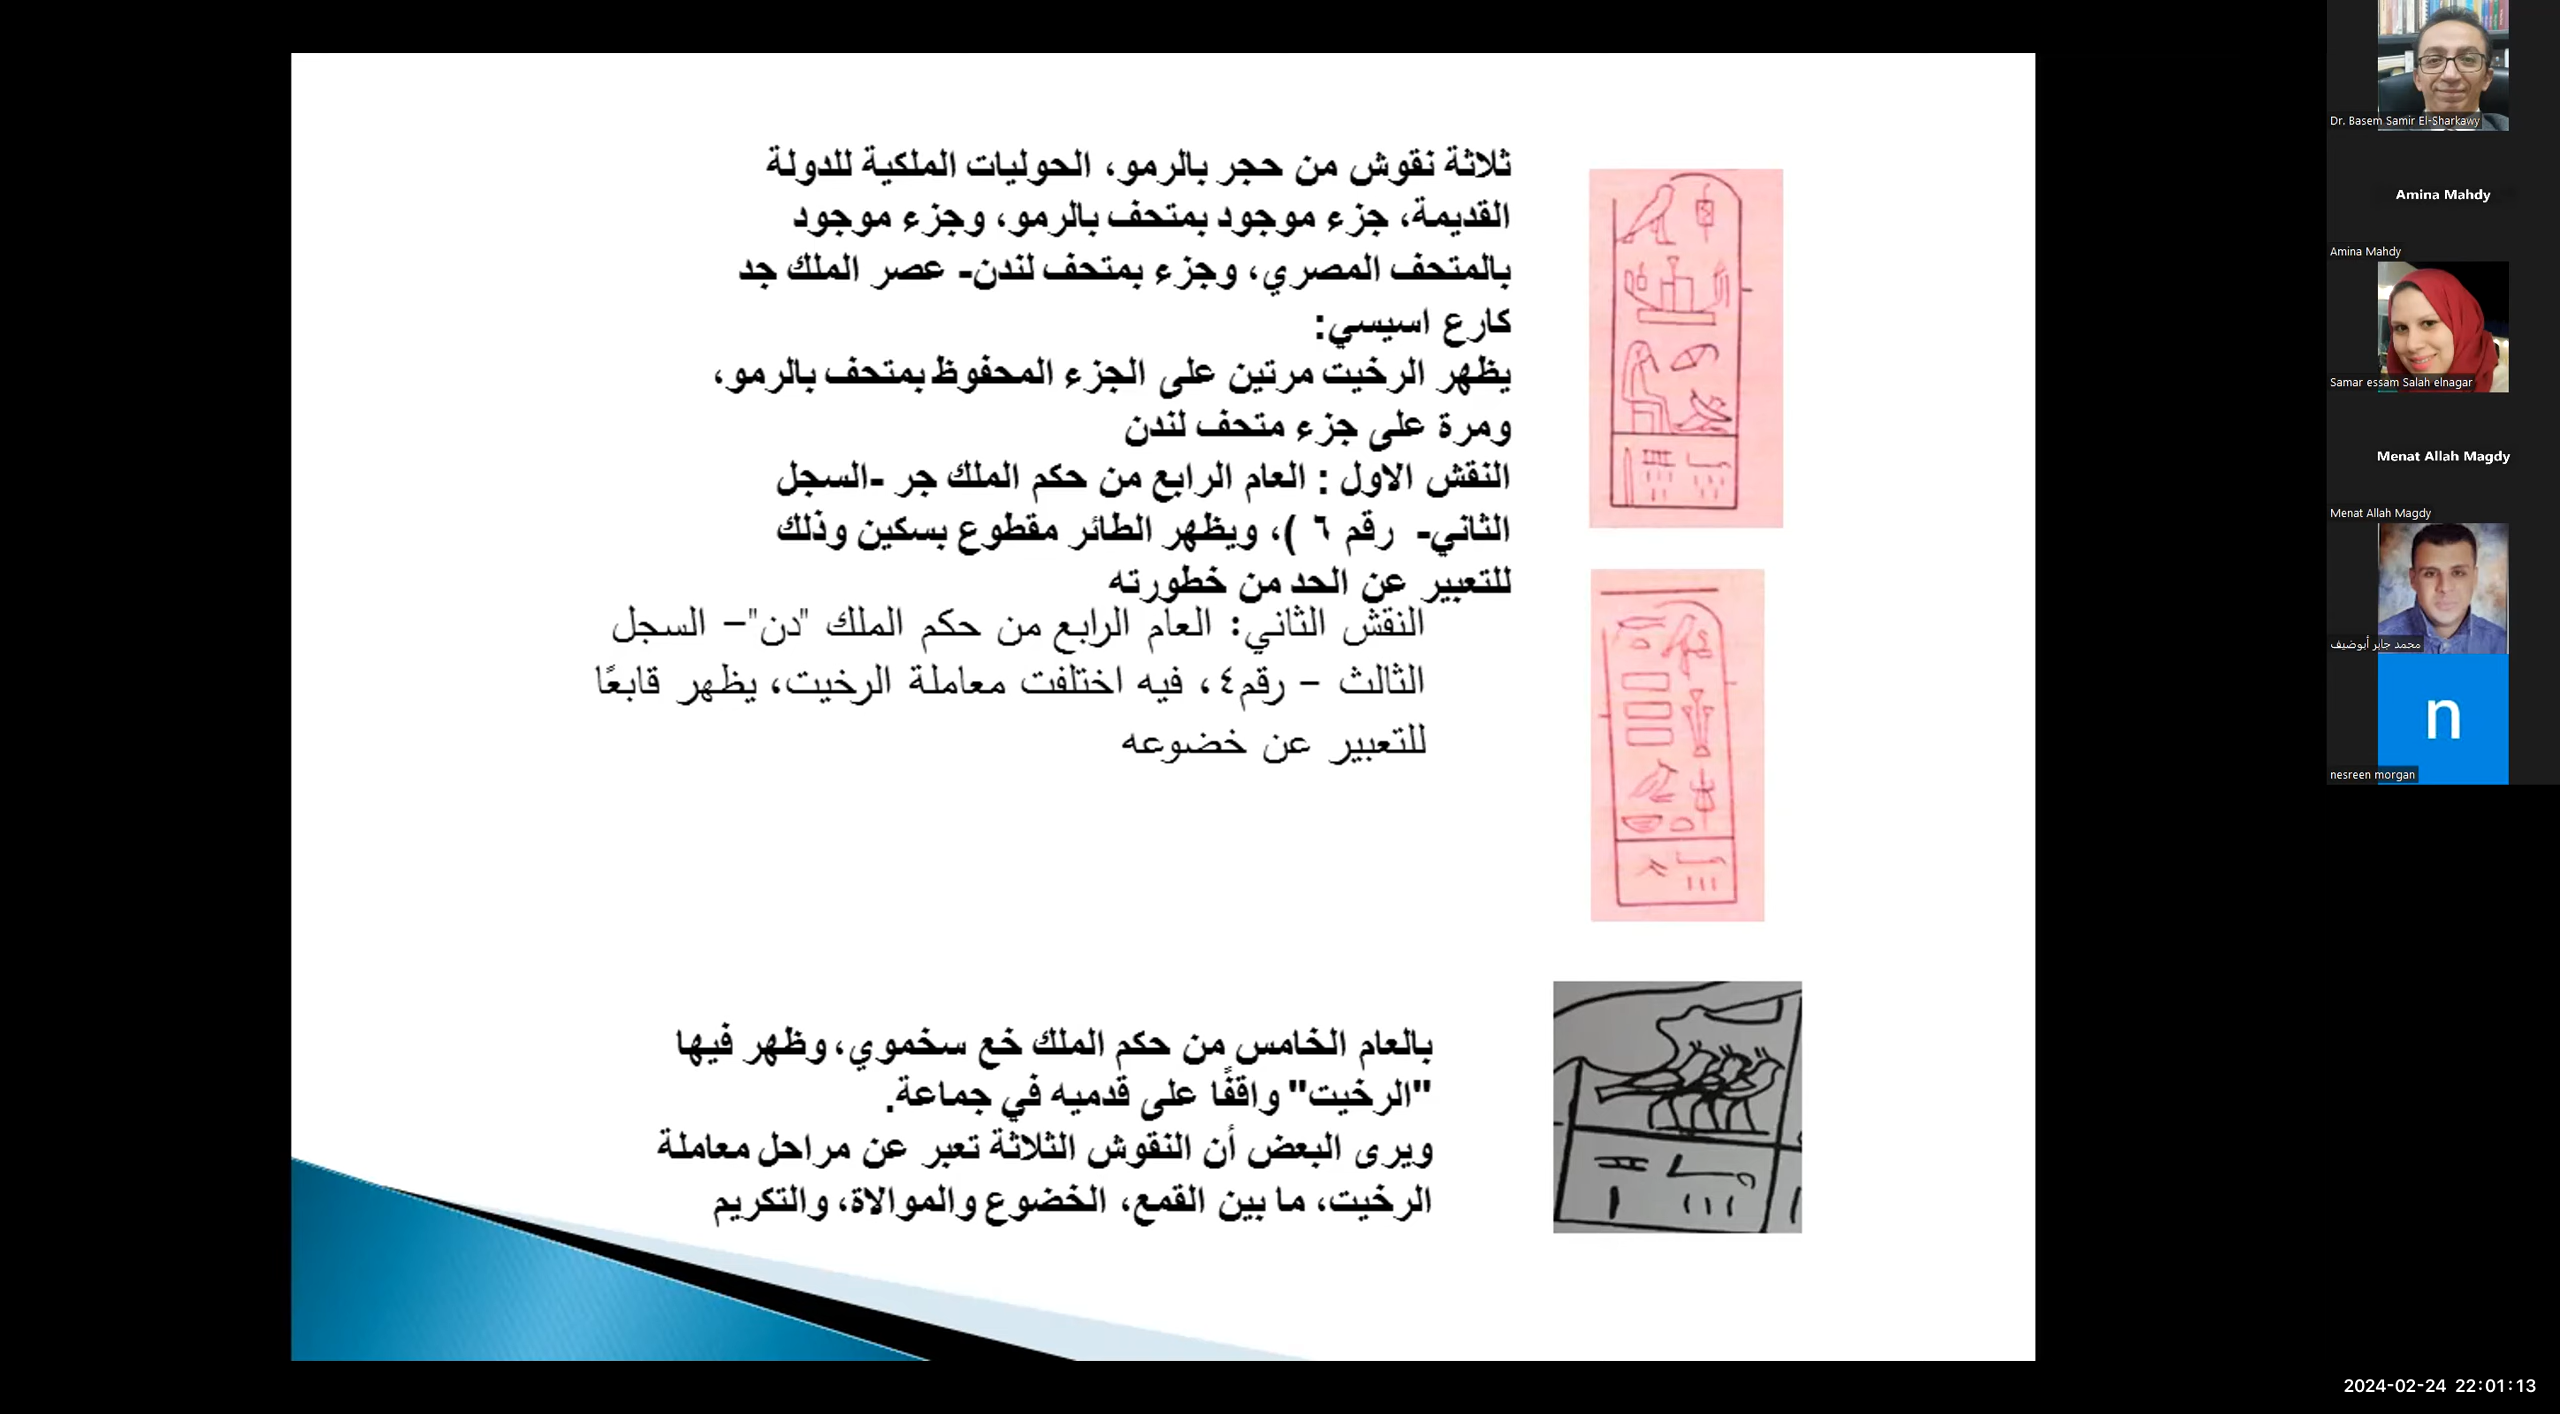 ثلاثة نقوش من حجر بالرمو، الحوليات الملكية للدولة
القديمة، جزء موجود بمتحف بالرمو، وجزء موجود
بالمتحف المصري، وجزء بمتحف لندن- عصر الملك جد
كارع اسيسي:
يظهر الرخيت مرتين على الجزء المحفوظ بمتحف بالرمو،
ومرة على جزء متحف لندن
النقش الاول : العام الرابع من حكم الملك جر -السجل
الثاني- رقم ٦ )، ويظهر الطائر مقطوع بسكين وذلك
للتعبير عن الحد من خطورته
النقش الثاني: العام الرابع من حكم الملك "دن"– السجل
الثالث – رقم٤، فيه اختلفت معاملة الرخيت، يظهر قابعًا
للتعبير عن خضوعه
بالعام الخامس من حكم الملك خع سخموي، وظهر فيها
"الرخيت" واقفًا على قدميه في جماعة.
ويرى البعض أن النقوش الثلاثة تعبر عن مراحل معاملة
الرخيت، ما بين القمع، الخضوع والموالاة، والتكريم
Dr. Basem Samir El-Sharkawy
Amina Mahdy
Amina Mahdy
Samar essam Salah elnagar
Menat Allah Magdy
Menat Allah Magdy
محمد جابر أبوضيف
n
nesreen morgan
2024-02-24 22:01:13